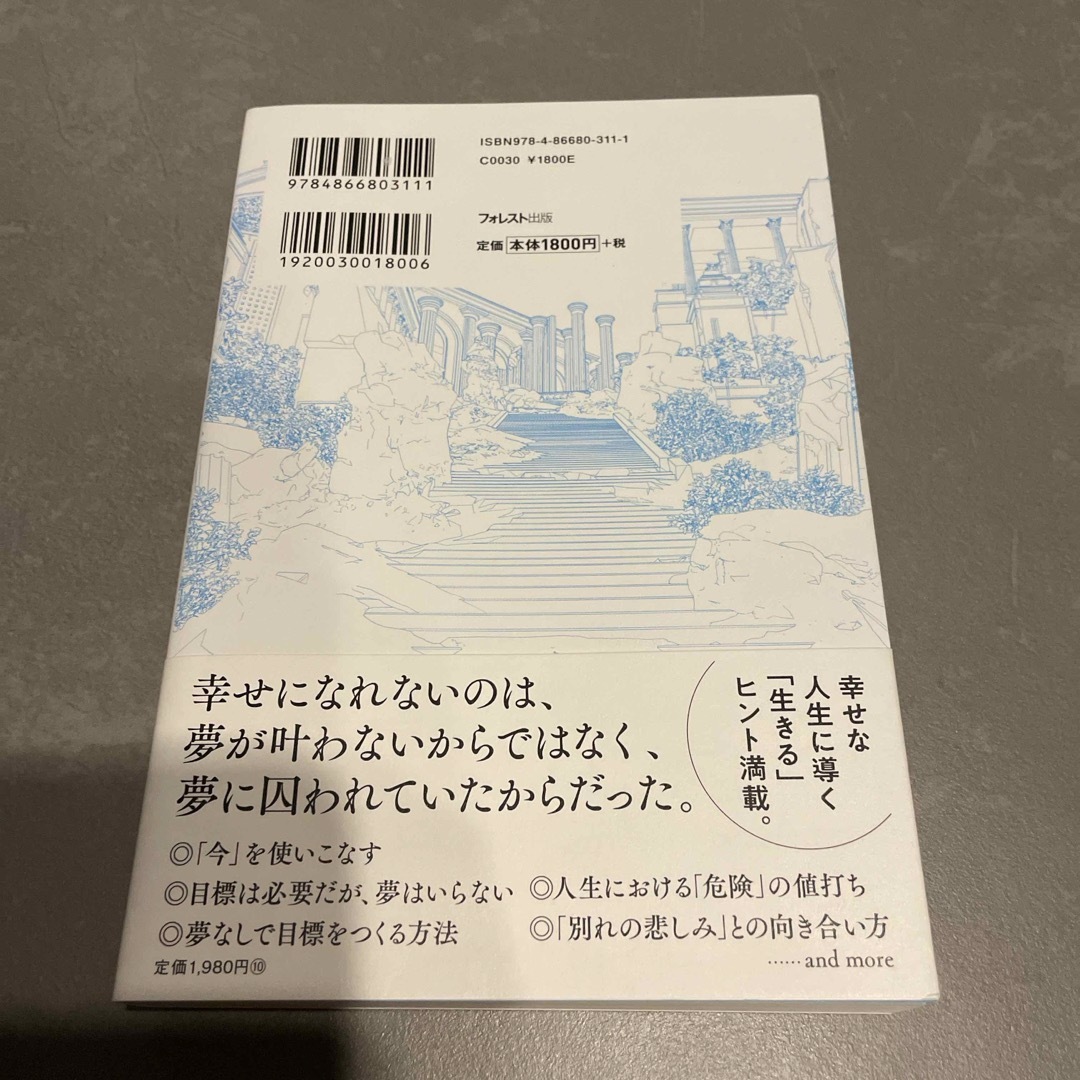 ISBN978-4-86680-311-1
C0030 ¥1800E
9784866803111
フォレスト出版
定価 本体1800円 +税
1920030018006
幸せになれないのは、
夢が叶わないからではなく、
夢に囚われていたからだった。
幸せな
人生に導く
「生きる」
ヒント満載。
◎「今」を使いこなす
◎目標は必要だが、夢はいらない
◎夢なしで目標をつくる方法
◎人生における「危険」の値打ち
◎「別れの悲しみ」との向き合い方
……and more
定価1,980円⑩